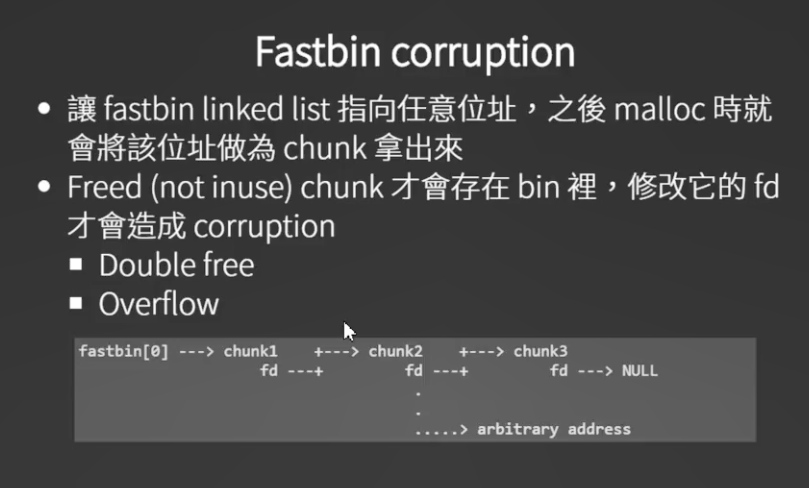 Fastbin corruption
• 讓 fastbin linked list 指向任意位址，之後 malloc 時就
會將該位址做為 chunk 拿出來
• Freed (not inuse) chunk 才會存在 bin 裡，修改它的 fd
才會造成 corruption
▪ Double free
▪ Overflow
fastbin[0] ---> chunk1    +---> chunk2    +---> chunk3
                    fd ---+         fd ---+         fd ---> NULL
                                     .
                                     .
                                     .....> arbitrary address